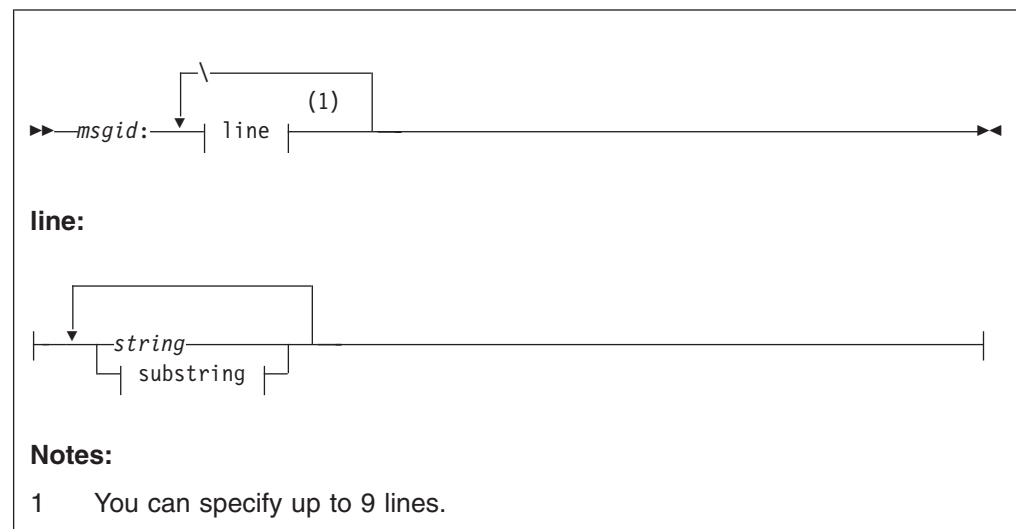 \
(1)
msgid: line
line:
string
substring
Notes:
1 You can specify up to 9 lines.